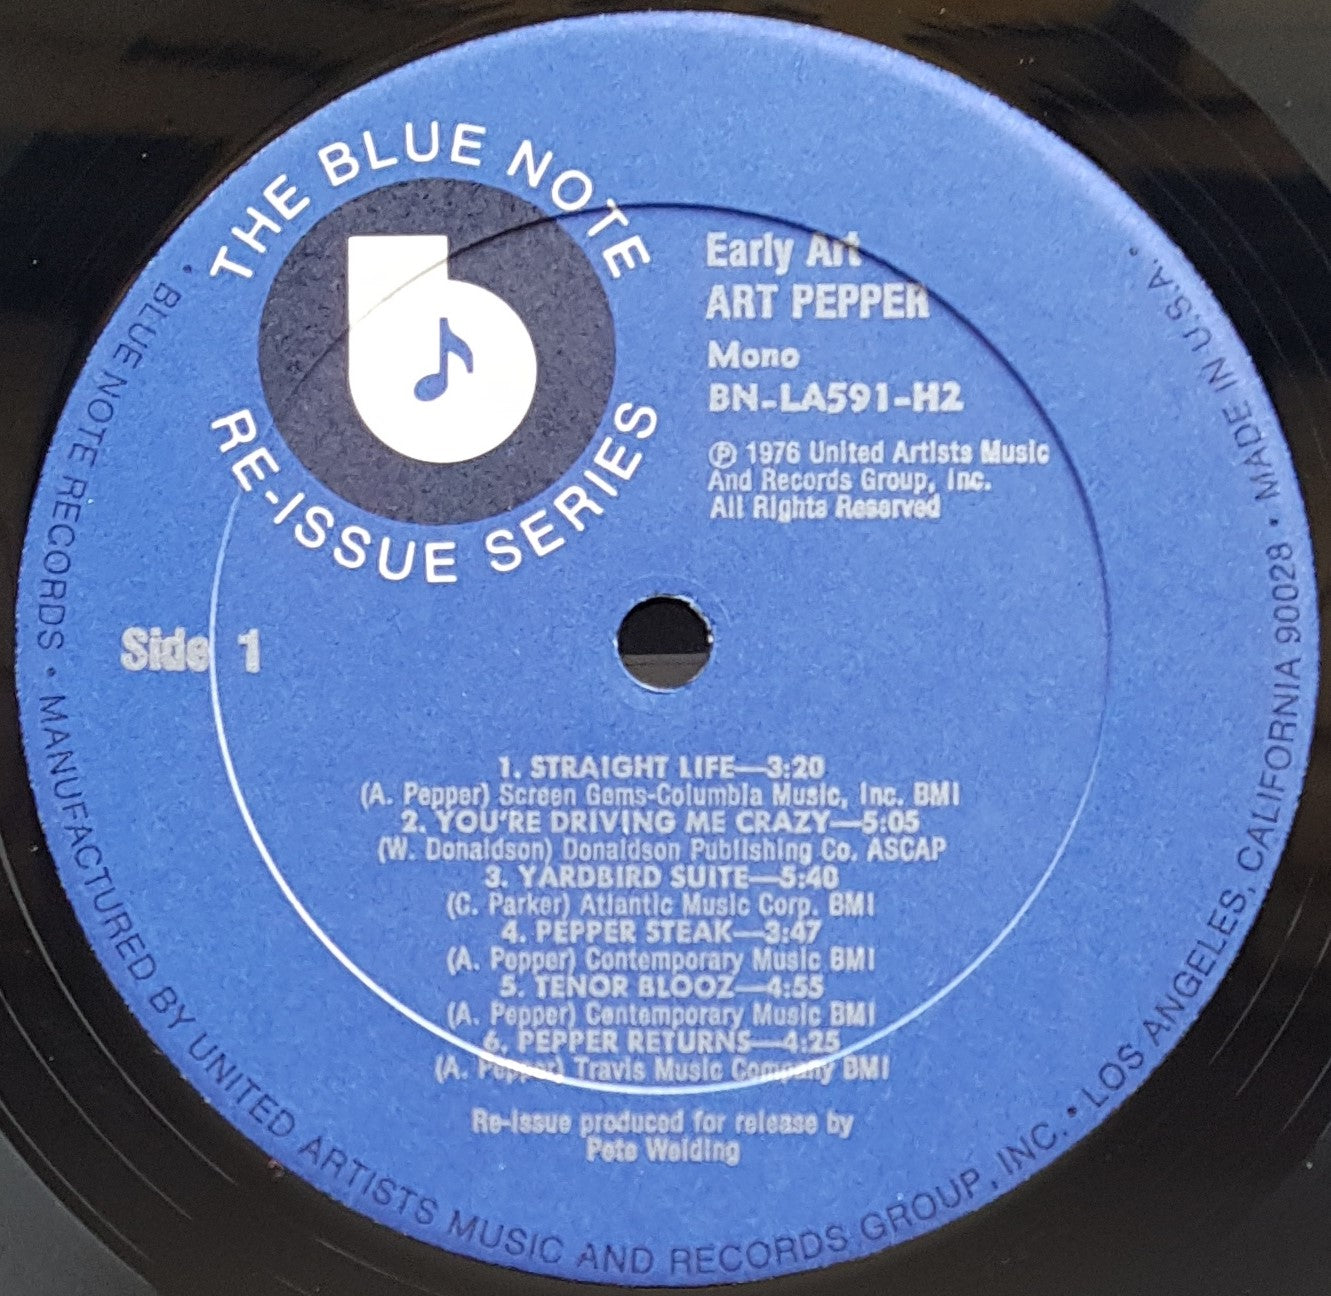 THE BLUE NOTE
RE-ISSUE SERIES
Early Art
ART PEPPER
Mono
BN-LA591-H2
℗ 1976 United Artists Music
And Records Group, Inc.
All Rights Reserved
Side 1
1. STRAIGHT LIFE—3:20
(A. Pepper) Screen Gems-Columbia Music, Inc. BMI
2. YOU'RE DRIVING ME CRAZY—5:05
(W. Donaldson) Donaldson Publishing Co. ASCAP
3. YARDBIRD SUITE—5:40
(C. Parker) Atlantic Music Corp. BMI
4. PEPPER STEAK—3:47
(A. Pepper) Contemporary Music BMI
5. TENOR BLOOZ—4:55
(A. Pepper) Contemporary Music BMI
6. PEPPER RETURNS—4:25
(A. Pepper) Travis Music Company BMI
Re-issue produced for release by
Pete Welding
• BLUE NOTE RECORDS • MANUFACTURED BY UNITED ARTISTS MUSIC AND RECORDS GROUP, INC. • LOS ANGELES, CALIFORNIA 90028 • MADE IN U.S.A. •